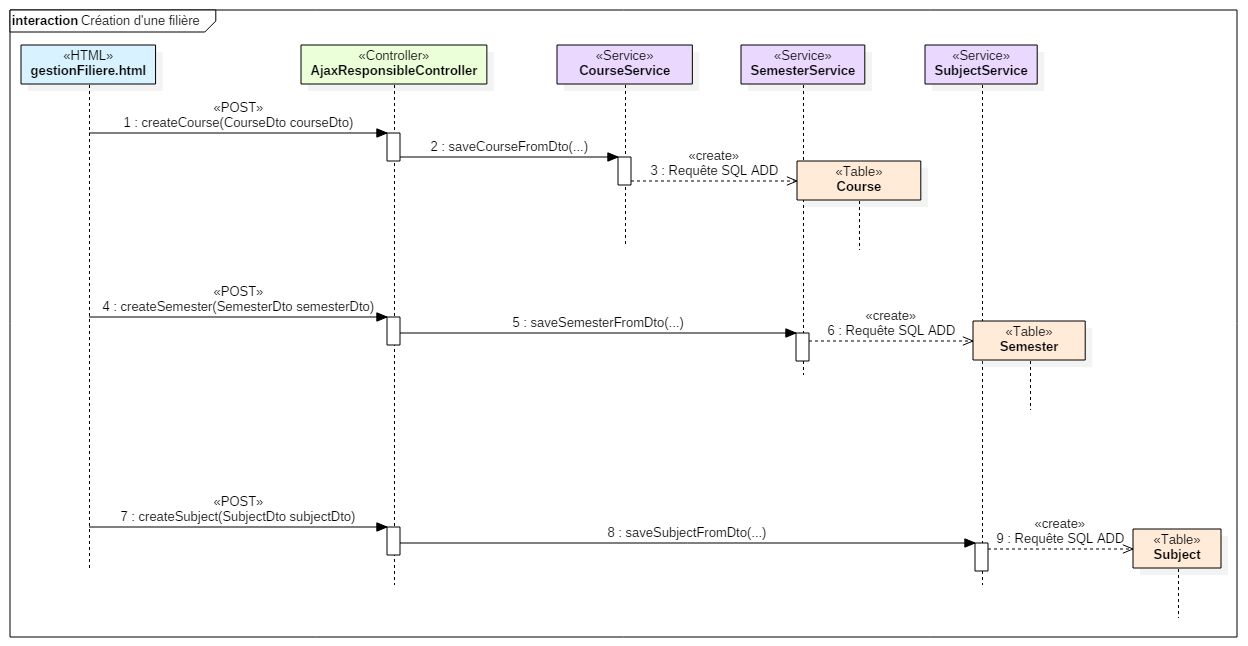 interaction Création d'une filière
«HTML»
gestionFiliere.html
«Controller»
AjaxResponsibleController
«Service»
CourseService
«Service»
SemesterService
«Service»
SubjectService
«POST»
1 : createCourse(CourseDto courseDto)
2 : saveCourseFromDto(...)
«create»
3 : Requête SQL ADD
«Table»
Course
«POST»
4 : createSemester(SemesterDto semesterDto)
5 : saveSemesterFromDto(...)
«create»
6 : Requête SQL ADD
«Table»
Semester
«POST»
7 : createSubject(SubjectDto subjectDto)
8 : saveSubjectFromDto(...)
«create»
9 : Requête SQL ADD
«Table»
Subject